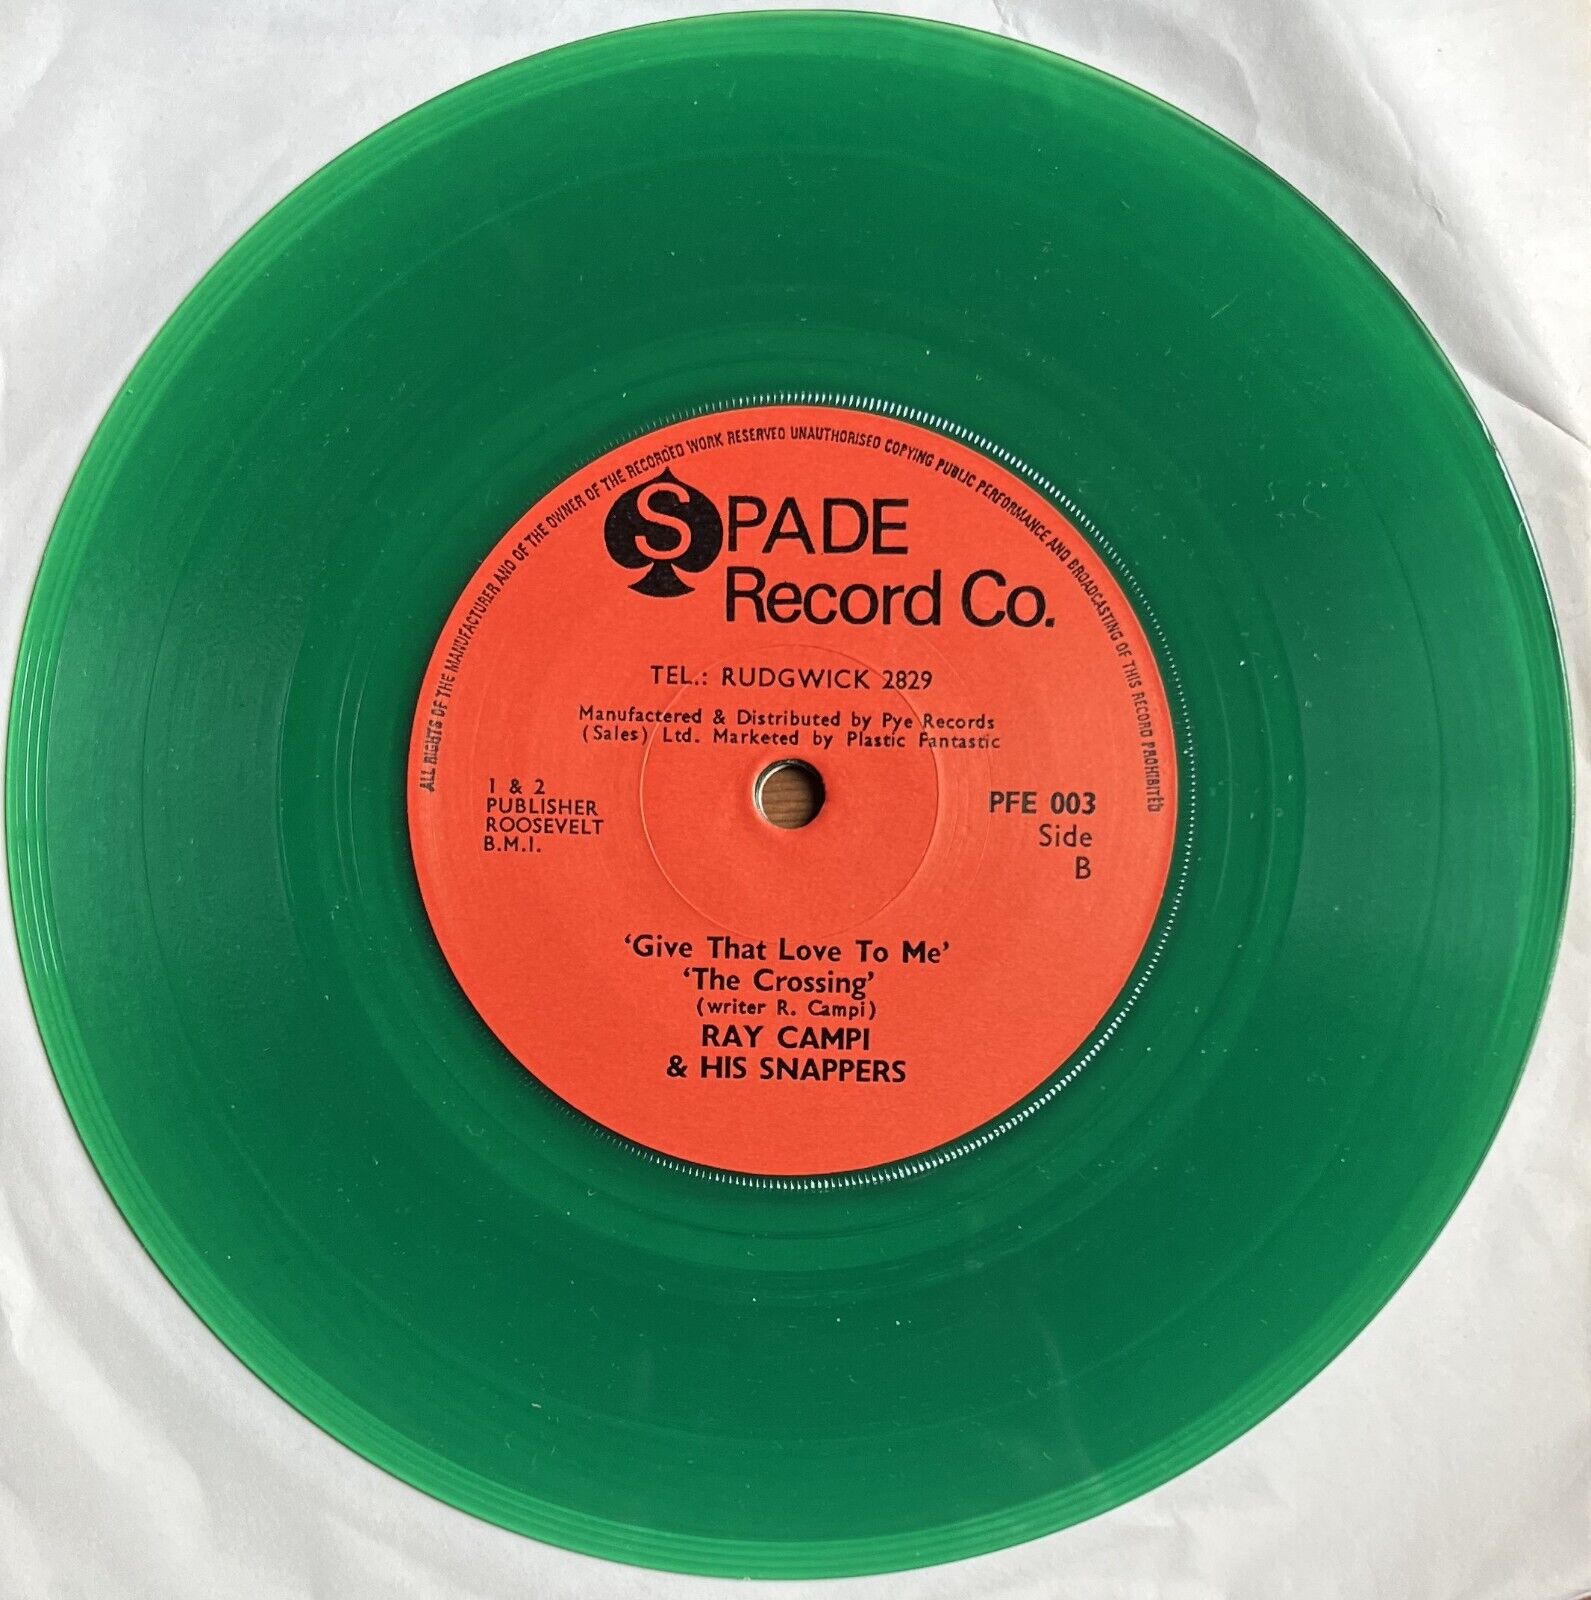 ALL RIGHTS OF THE MANUFACTURER AND OF THE OWNER OF THE RECORDED WORK RESERVED UNAUTHORISED COPYING PUBLIC PERFORMANCE AND BROADCASTING OF THIS RECORD PROHIBITED
SPADE
Record Co.
TEL.: RUDGWICK 2829
Manufactered & Distributed by Pye Records
(Sales) Ltd. Marketed by Plastic Fantastic
1 & 2
PUBLISHER
ROOSEVELT
B.M.I.
PFE 003
Side
B
‘Give That Love To Me’
‘The Crossing’
(writer R. Campi)
RAY CAMPI
& HIS SNAPPERS